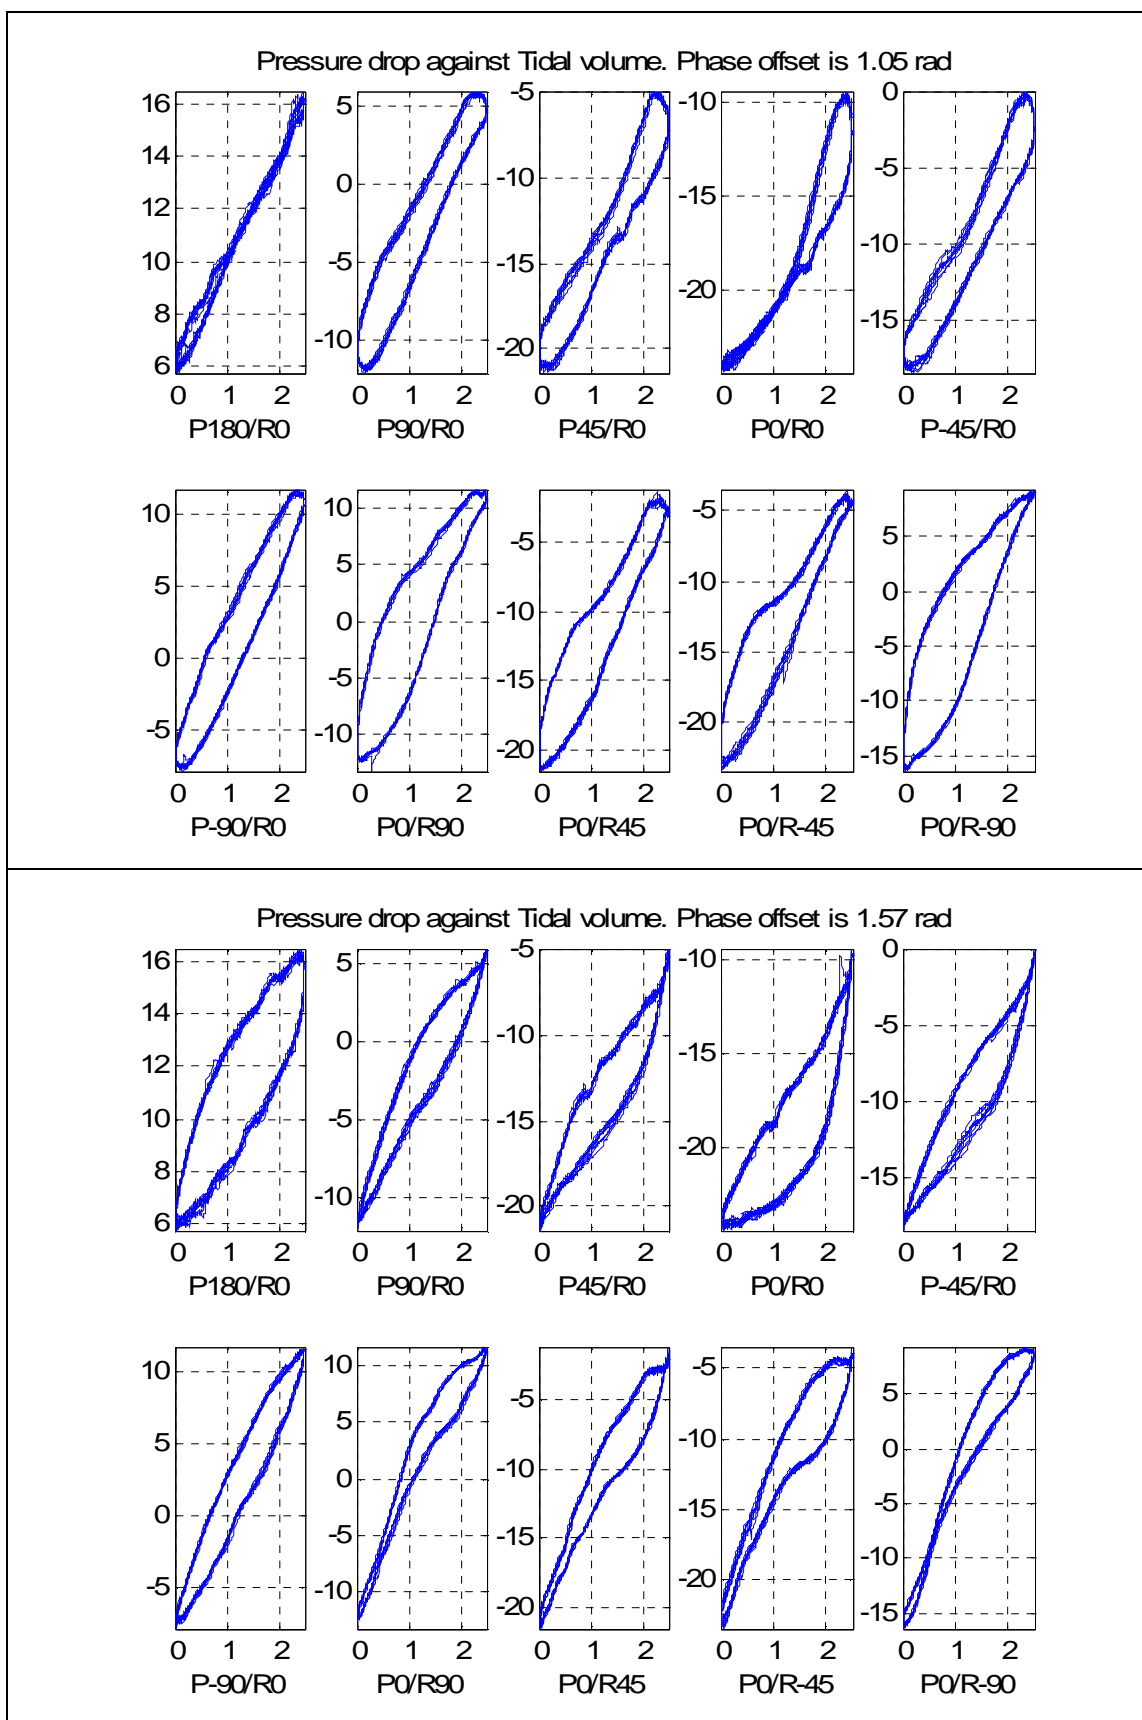 Pressure drop against Tidal volume. Phase offset is 1.05 rad
16 14 12 10 8 6 5 0 -5 -10 -5 -10 -15 -20 -10 -15 -20 0 -5 -10 -15
0 1 2 0 1 2 0 1 2 0 1 2 0 1 2
P180/R0 P90/R0 P45/R0 P0/R0 P-45/R0
10 5 0 -5 10 5 0 -5 -10 -5 -10 -15 -20 -5 -10 -15 -20 5 0 -5 -10 -15
0 1 2 0 1 2 0 1 2 0 1 2 0 1 2
P-90/R0 P0/R90 P0/R45 P0/R-45 P0/R-90
Pressure drop against Tidal volume. Phase offset is 1.57 rad
16 14 12 10 8 6 5 0 -5 -10 -5 -10 -15 -20 -10 -15 -20 0 -5 -10 -15
0 1 2 0 1 2 0 1 2 0 1 2 0 1 2
P180/R0 P90/R0 P45/R0 P0/R0 P-45/R0
10 5 0 -5 10 5 0 -5 -10 -5 -10 -15 -20 -5 -10 -15 -20 5 0 -5 -10 -15
0 1 2 0 1 2 0 1 2 0 1 2 0 1 2
P-90/R0 P0/R90 P0/R45 P0/R-45 P0/R-90